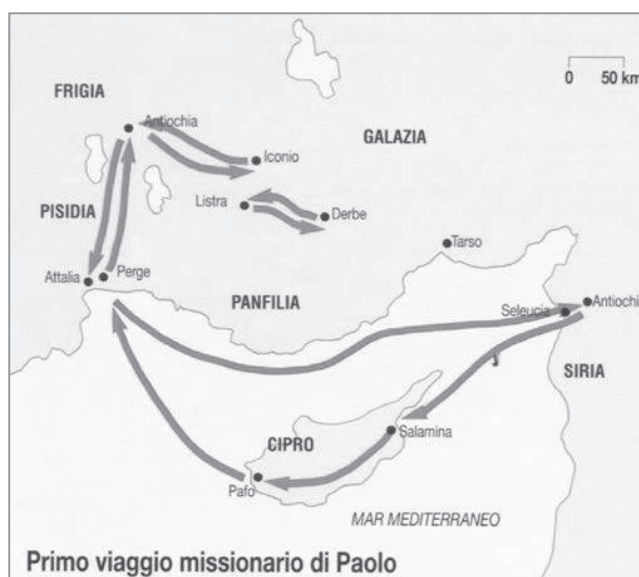 0 50 km
FRIGIA
Antiochia
GALAZIA
Iconio
PISIDIA
Listra
Derbe
Tarso
Attalia
Perge
PANFILIA
Antiochi
Seleucia
SIRIA
CIPRO
Salamina
Pafo
MAR MEDITERRANEO
Primo viaggio missionario di Paolo